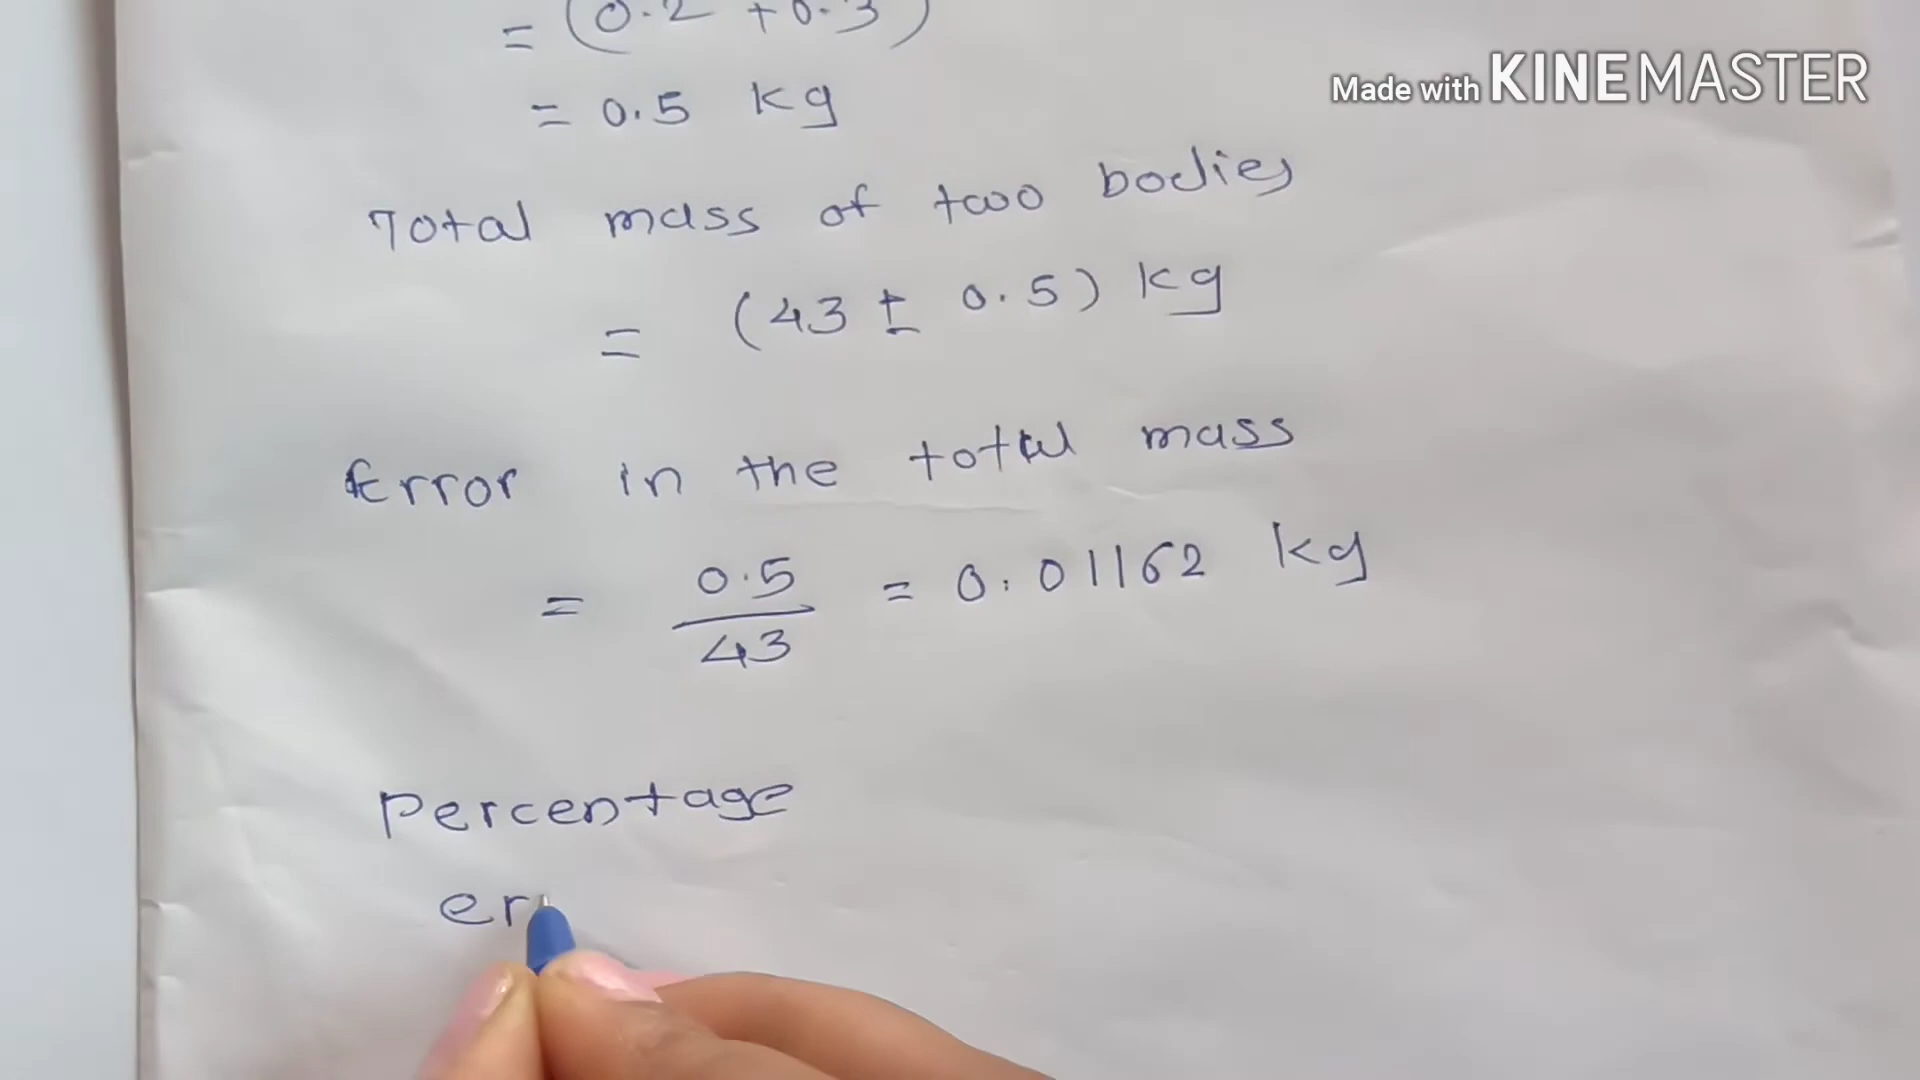 = (0.2 + 0.3)
Made with KINEMASTER
= 0.5 kg
Total mass of two bodies
= (43 ± 0.5) kg
Error in the total mass
= 0.5/43 = 0.01162 kg
Percentage
er